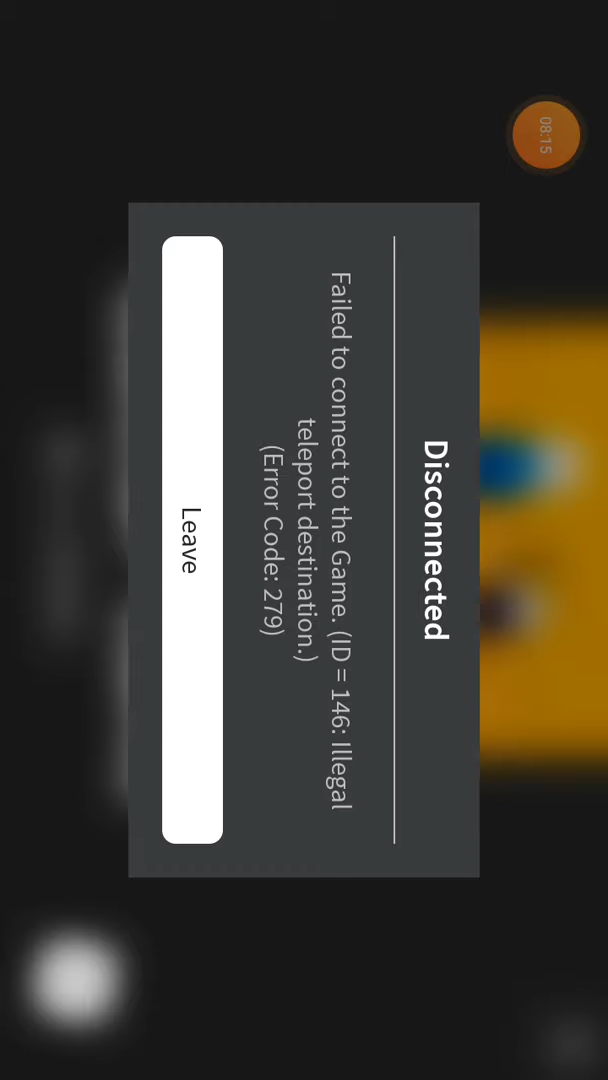 08:15
Disconnected
Failed to connect to the Game. (ID = 146: Illegal
teleport destination.)
(Error Code: 279)
Leave